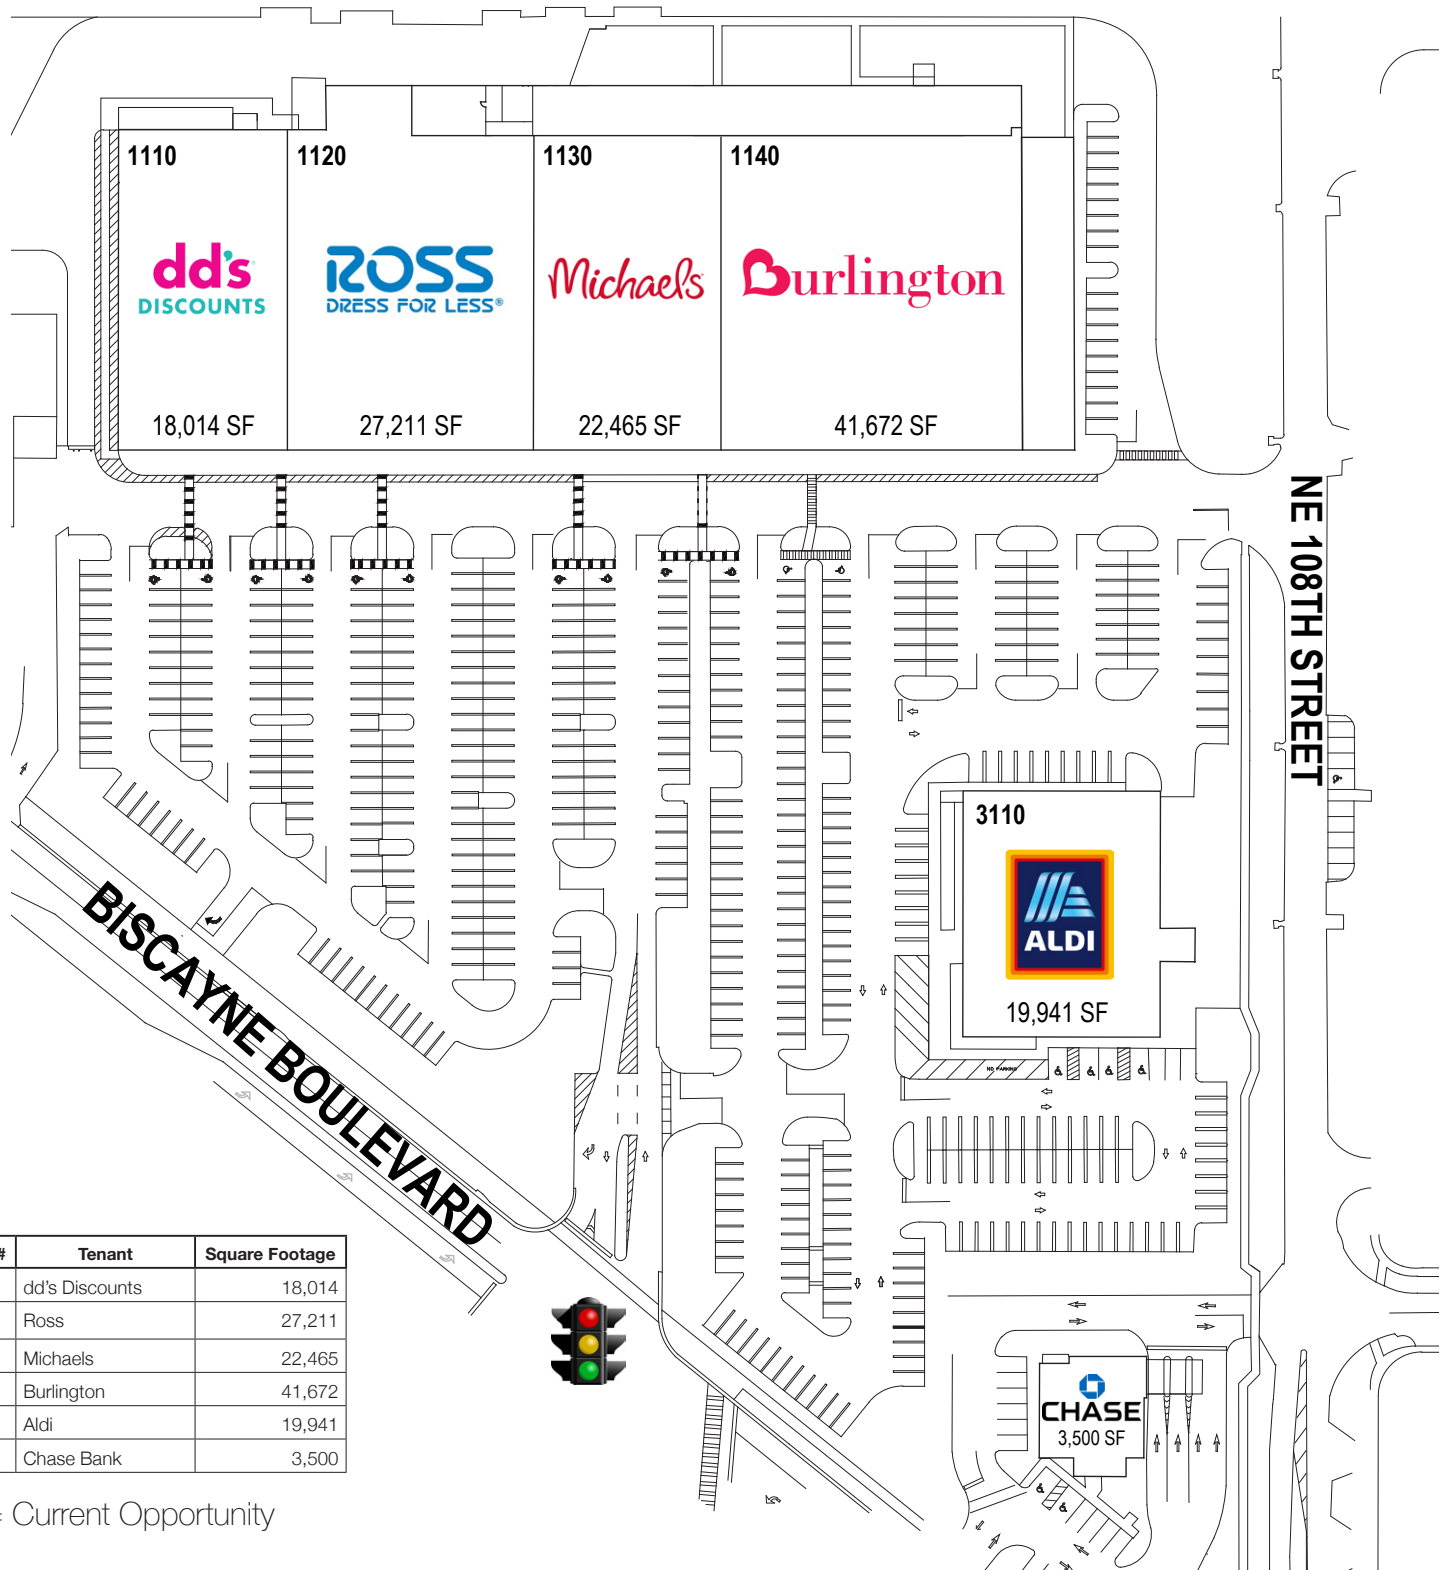 1110
1120
1130
1140
dd's
DISCOUNTS
ROSS
DRESS FOR LESS®
Michaels
Burlington
18,014 SF
27,211 SF
22,465 SF
41,672 SF
NE 108TH STREET
3110
ALDI
19,941 SF
NO PARKING
BISCAYNE BOULEVARD
CHASE
3,500 SF
# Tenant Square Footage
dd's Discounts 18,014
Ross 27,211
Michaels 22,465
Burlington 41,672
Aldi 19,941
Chase Bank 3,500
= Current Opportunity